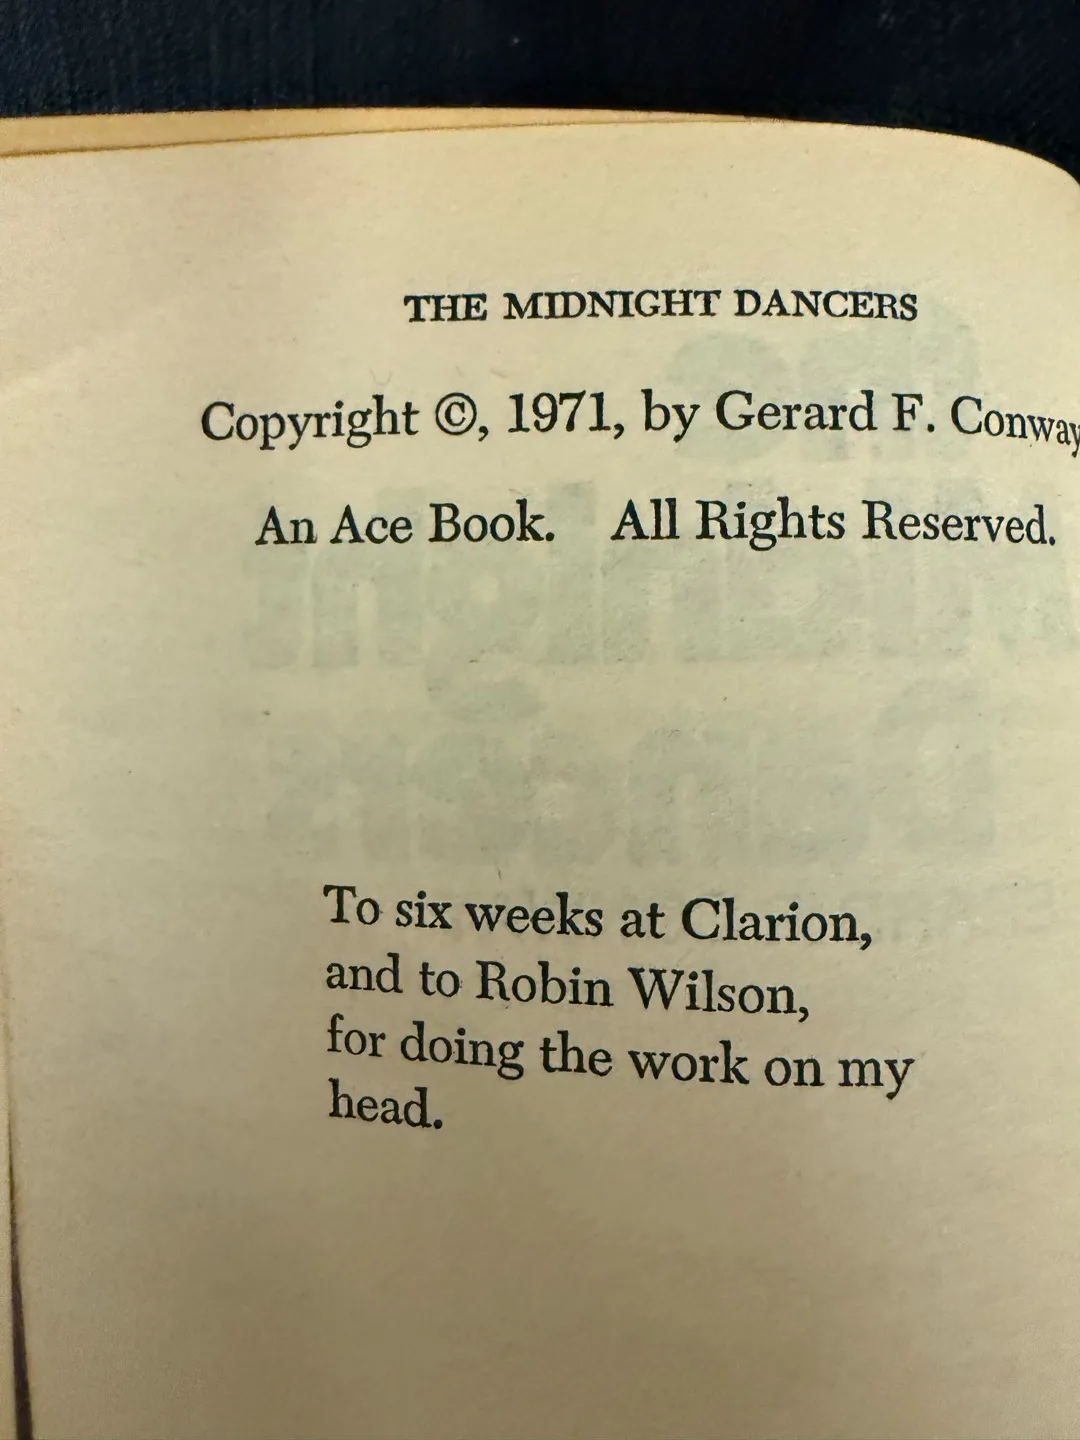 THE MIDNIGHT DANCERS
Copyright ©, 1971, by Gerard F. Conway
An Ace Book. All Rights Reserved.
To six weeks at Clarion,
and to Robin Wilson,
for doing the work on my
head.